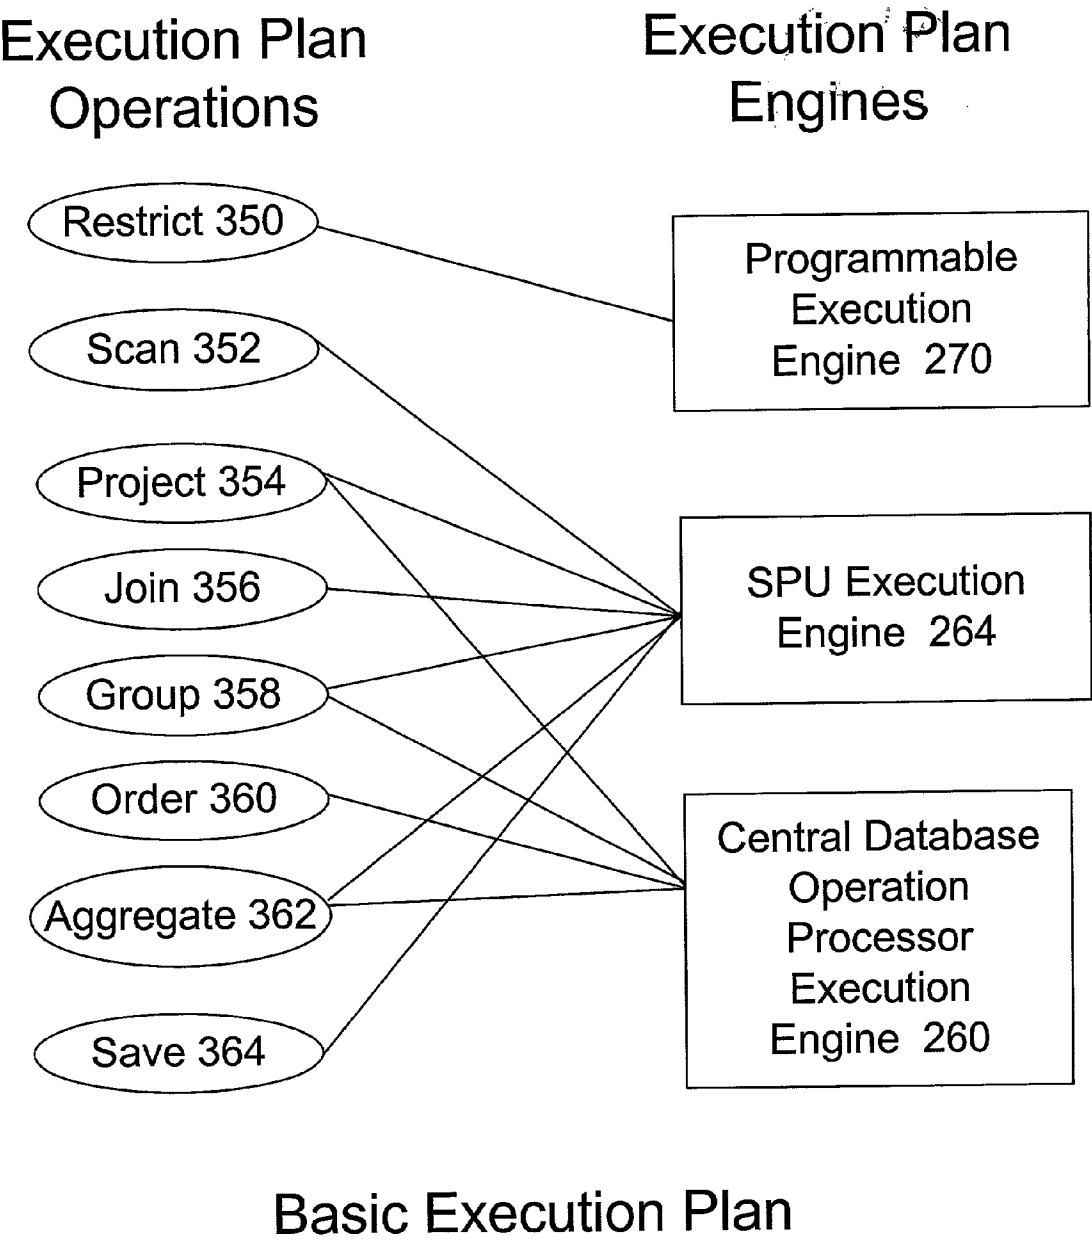 Execution Plan
Operations
Execution Plan
Engines
Restrict 350
Scan 352
Project 354
Join 356
Group 358
Order 360
Aggregate 362
Save 364
Programmable
Execution
Engine 270
SPU Execution
Engine 264
Central Database
Operation
Processor
Execution
Engine 260
Basic Execution Plan